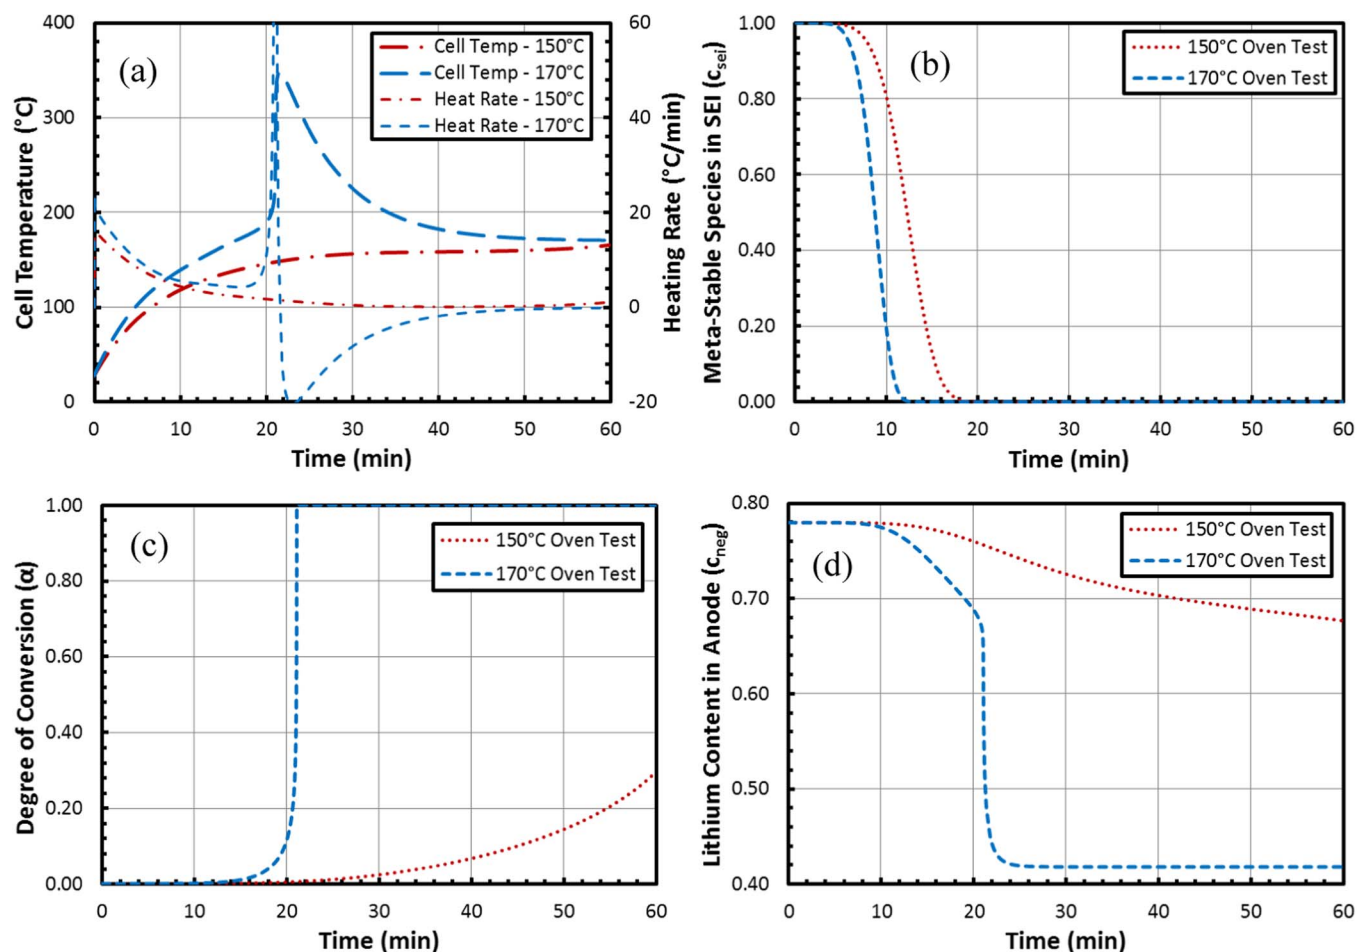 400
300
200
100
0
Cell Temperature (°C)
(a)
Cell Temp - 150°C
Cell Temp - 170°C
Heat Rate - 150°C
Heat Rate - 170°C
60
40
20
0
-20
Heating Rate (°C/min)
0 10 20 30 40 50 60
Time (min)
1.00
0.80
0.60
0.40
0.20
0.00
Meta-Stable Species in SEI (c_sei)
(b)
150°C Oven Test
170°C Oven Test
0 10 20 30 40 50 60
Time (min)
1.00
0.80
0.60
0.40
0.20
0.00
Degree of Conversion (α)
(c)
150°C Oven Test
170°C Oven Test
0 10 20 30 40 50 60
Time (min)
0.80
0.70
0.60
0.50
0.40
Lithium Content in Anode (c_neg)
(d)
150°C Oven Test
170°C Oven Test
0 10 20 30 40 50 60
Time (min)